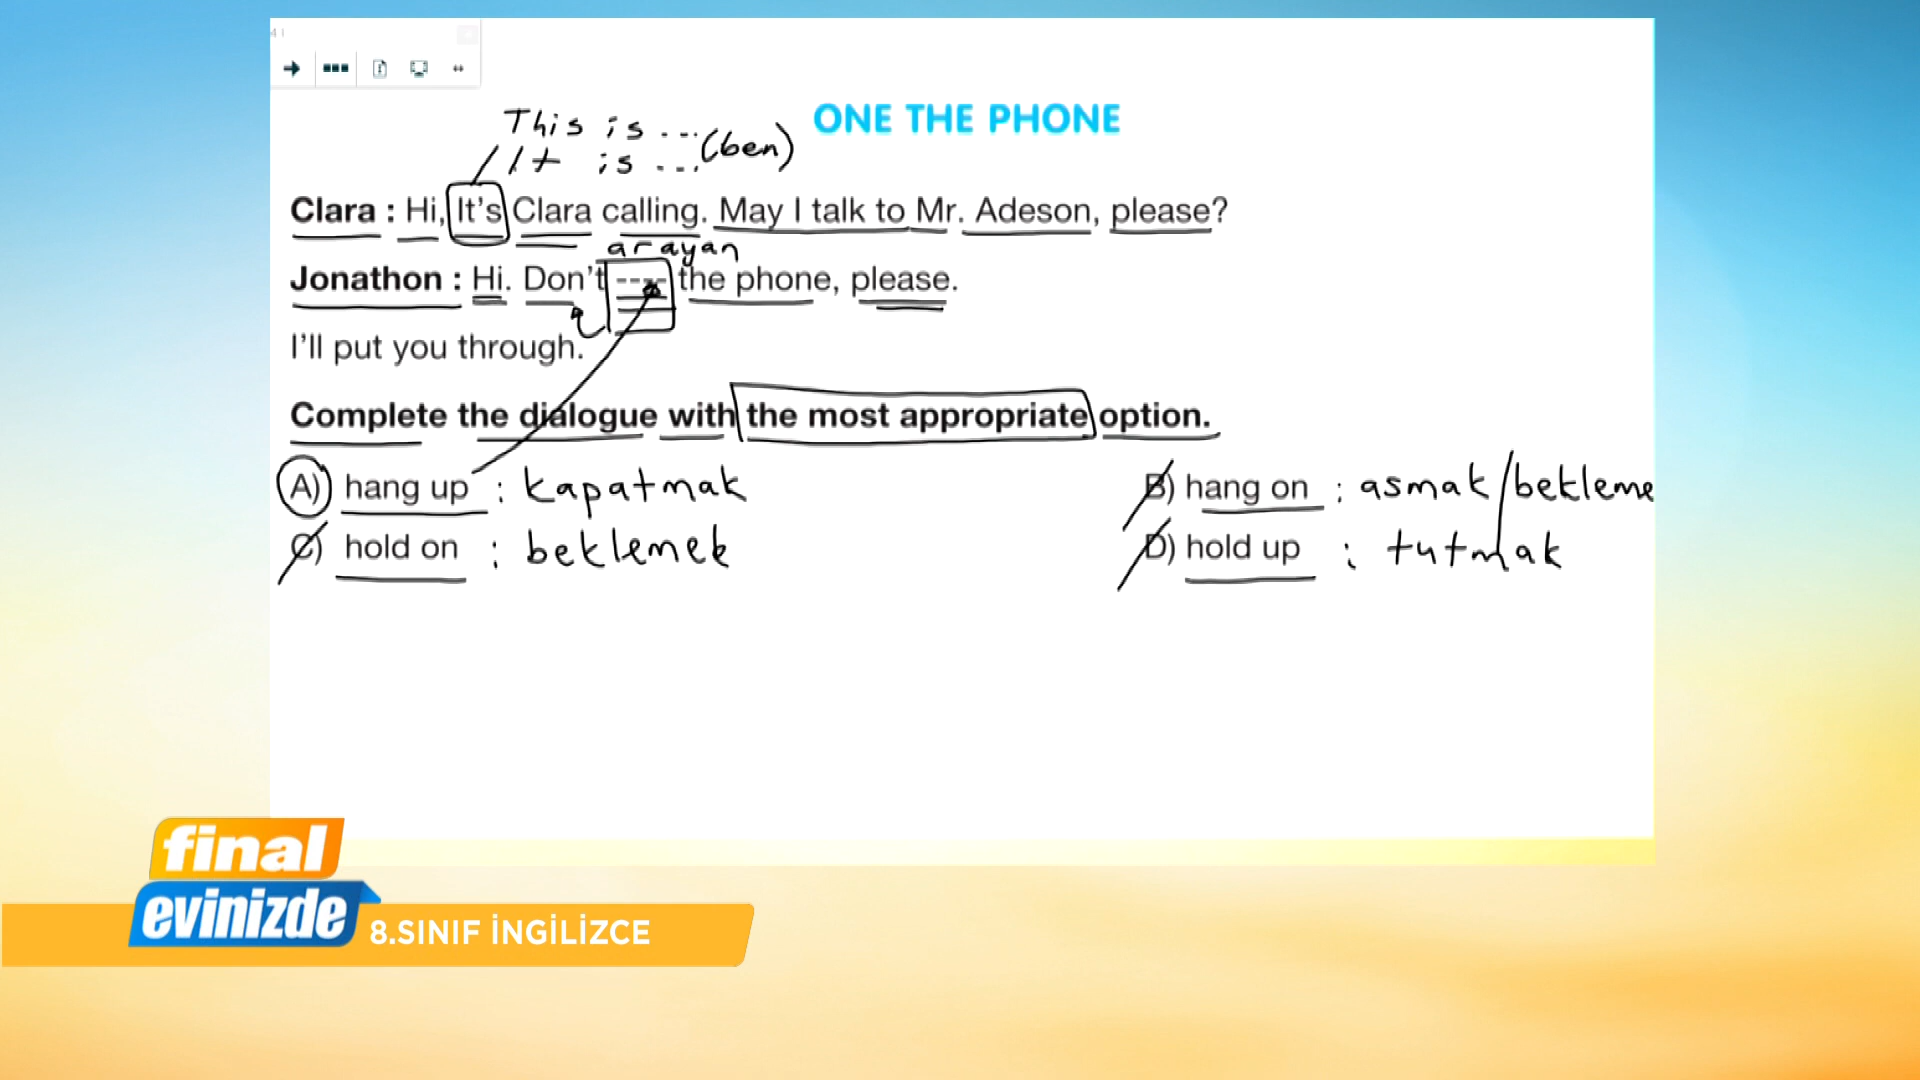 41
This is ...
It is ... (ben)
ONE THE PHONE
Clara : Hi, It's Clara calling. May I talk to Mr. Adeson, please?
arayan
Jonathon : Hi. Don't ---- the phone, please.
I'll put you through.
Complete the dialogue with the most appropriate option.
A) hang up : kapatmak
B) hang on : asmak / bekleme
C) hold on : beklemek
D) hold up : tutmak
final
evinizde
8.SINIF İNGİLİZCE